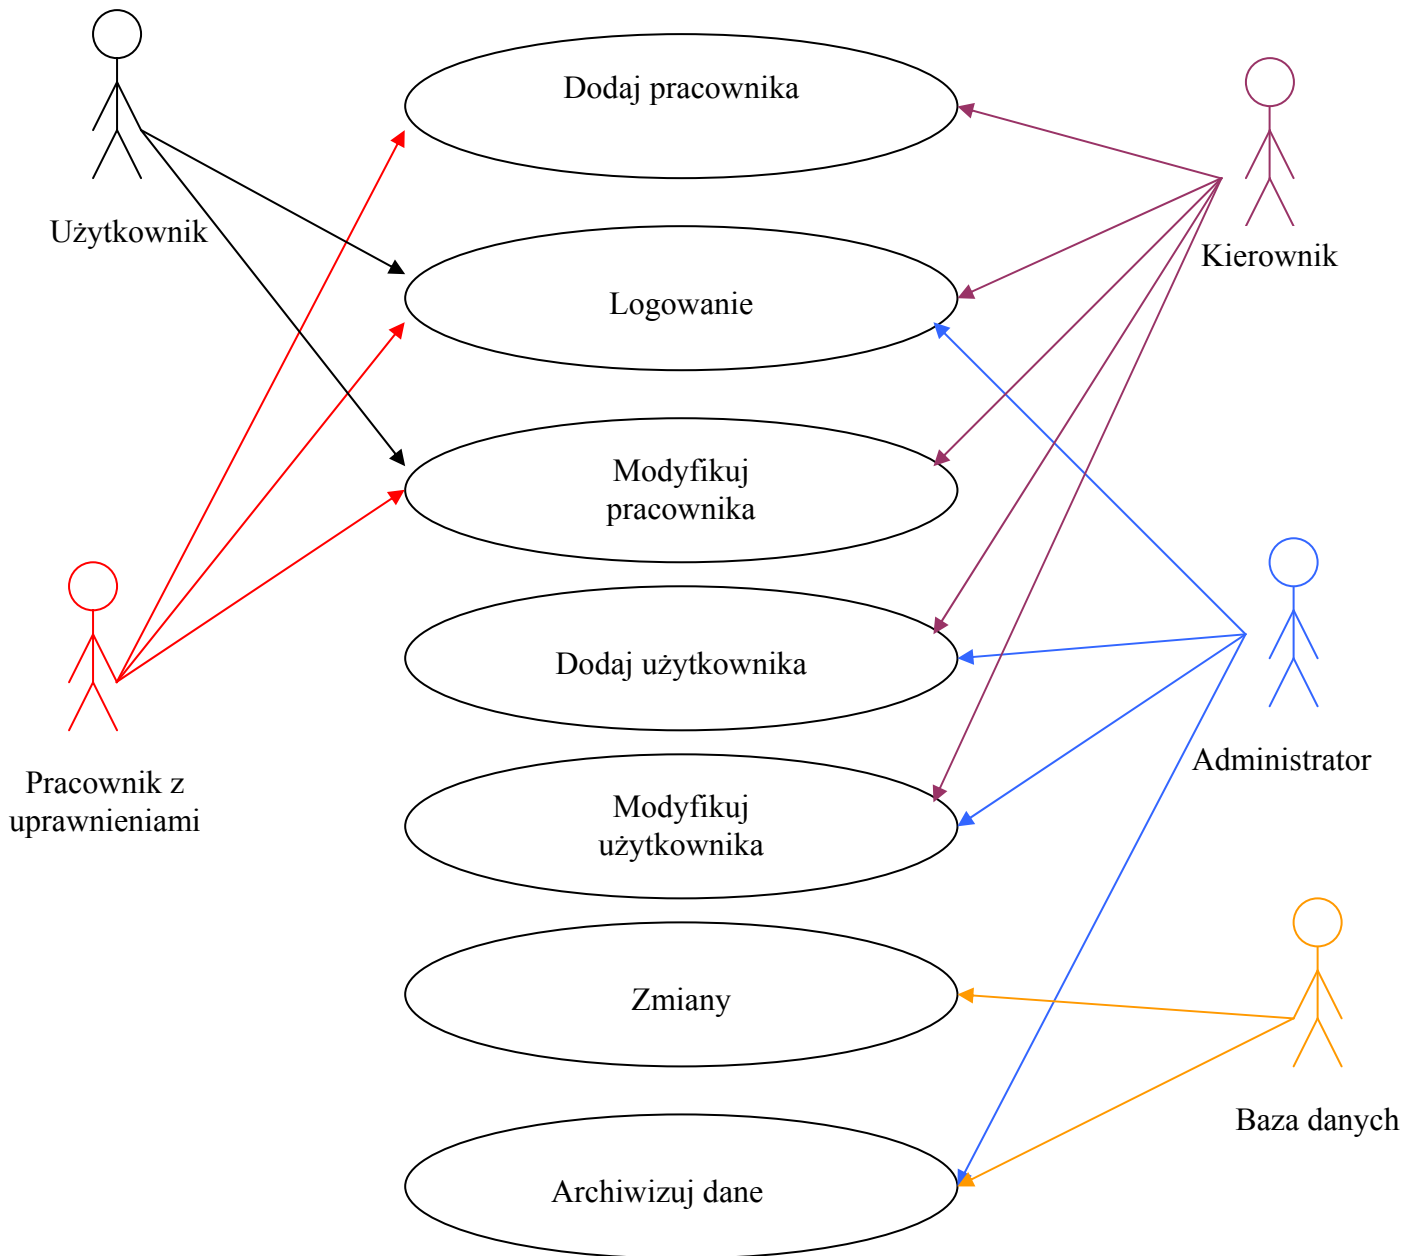 Dodaj pracownika
Użytkownik
Kierownik
Logowanie
Modyfikuj
pracownika
Dodaj użytkownika
Administrator
Pracownik z
uprawnieniami
Modyfikuj
użytkownika
Zmiany
Baza danych
Archiwizuj dane